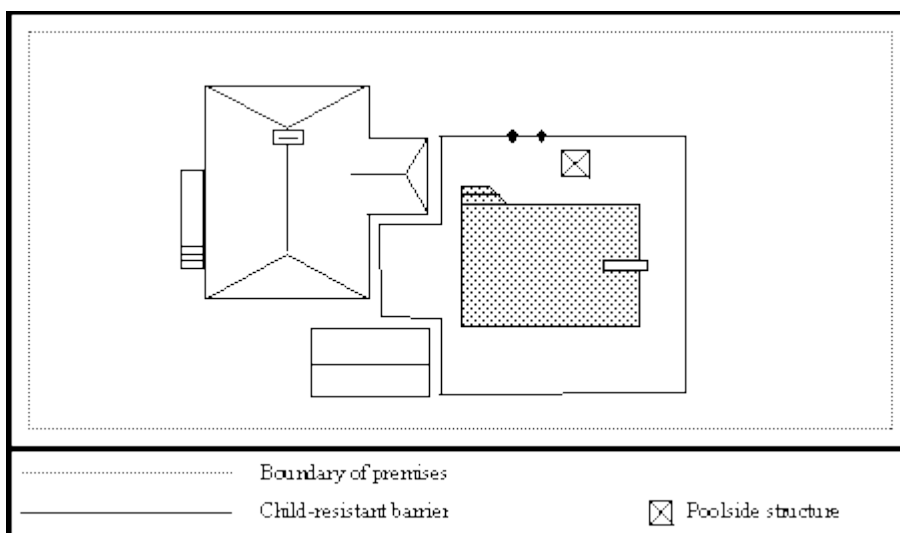 Boundary of premises
Child-resistant barrier
Poolside structure